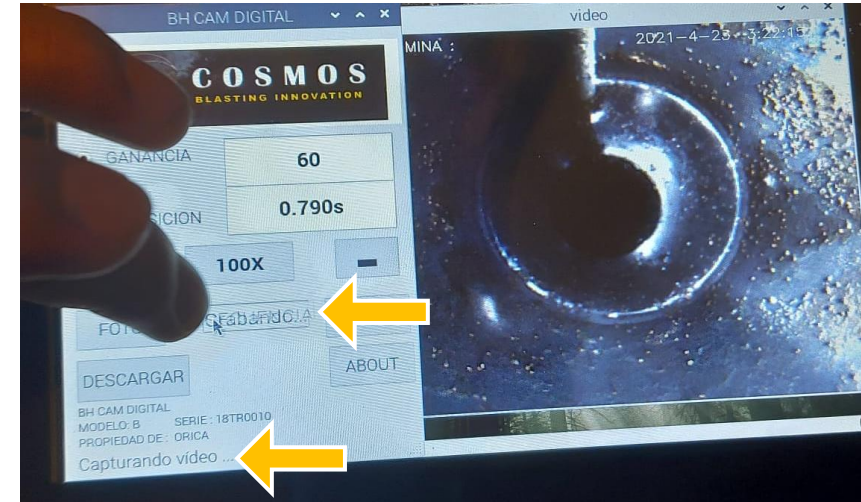 BH CAM DIGITAL
video
COSMOS
BLASTING INNOVATION
MINA :
2021-4-23
GANANCIA
60
0.790s
100X
Grabando...
DESCARGAR
ABOUT
BH CAM DIGITAL
MODELO: B SERIE : 18TR0010
PROPIEDAD DE : ORICA
Capturando vídeo ...